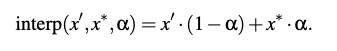 interp(x′,x*,α) = x′ · (1 − α) + x* · α.